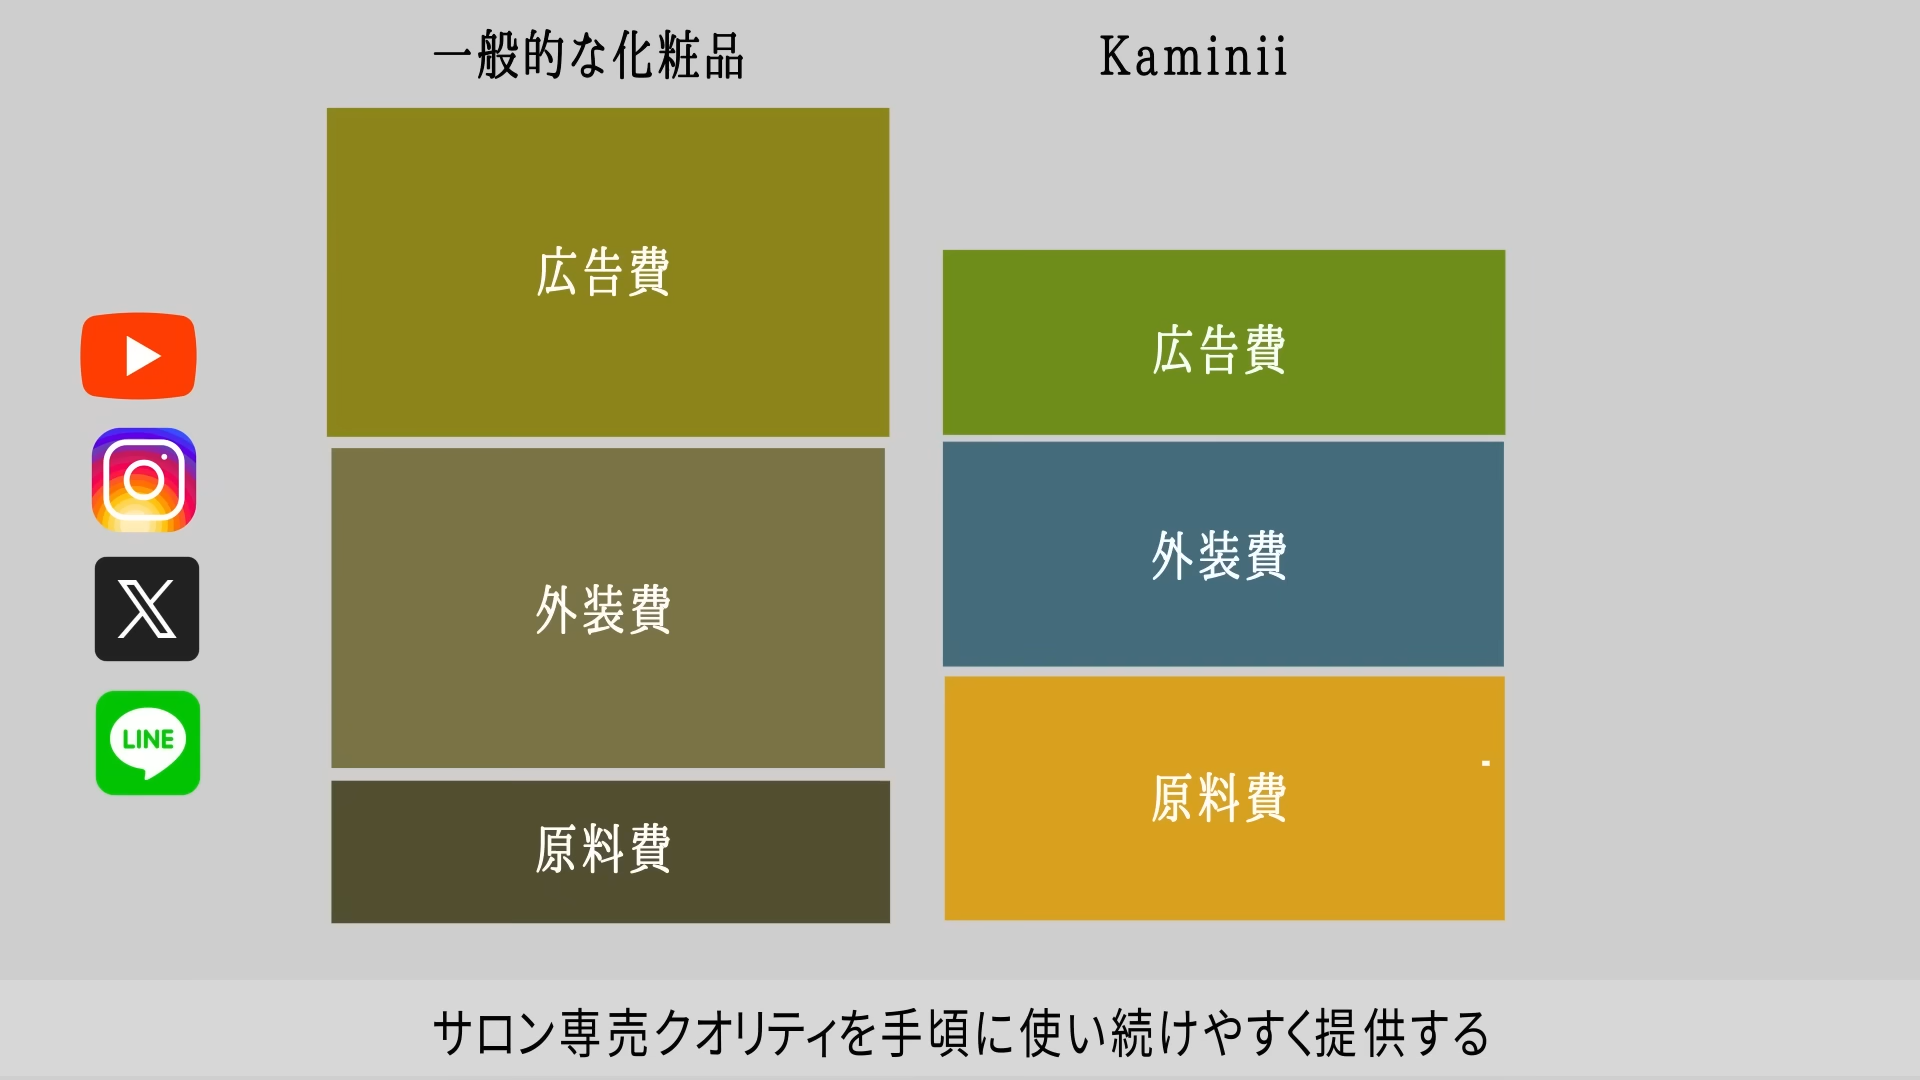 一般的な化粧品
Kaminii
広告費
外装費
原料費
広告費
外装費
原料費
LINE
サロン専売クオリティを手頃に使い続けやすく提供する